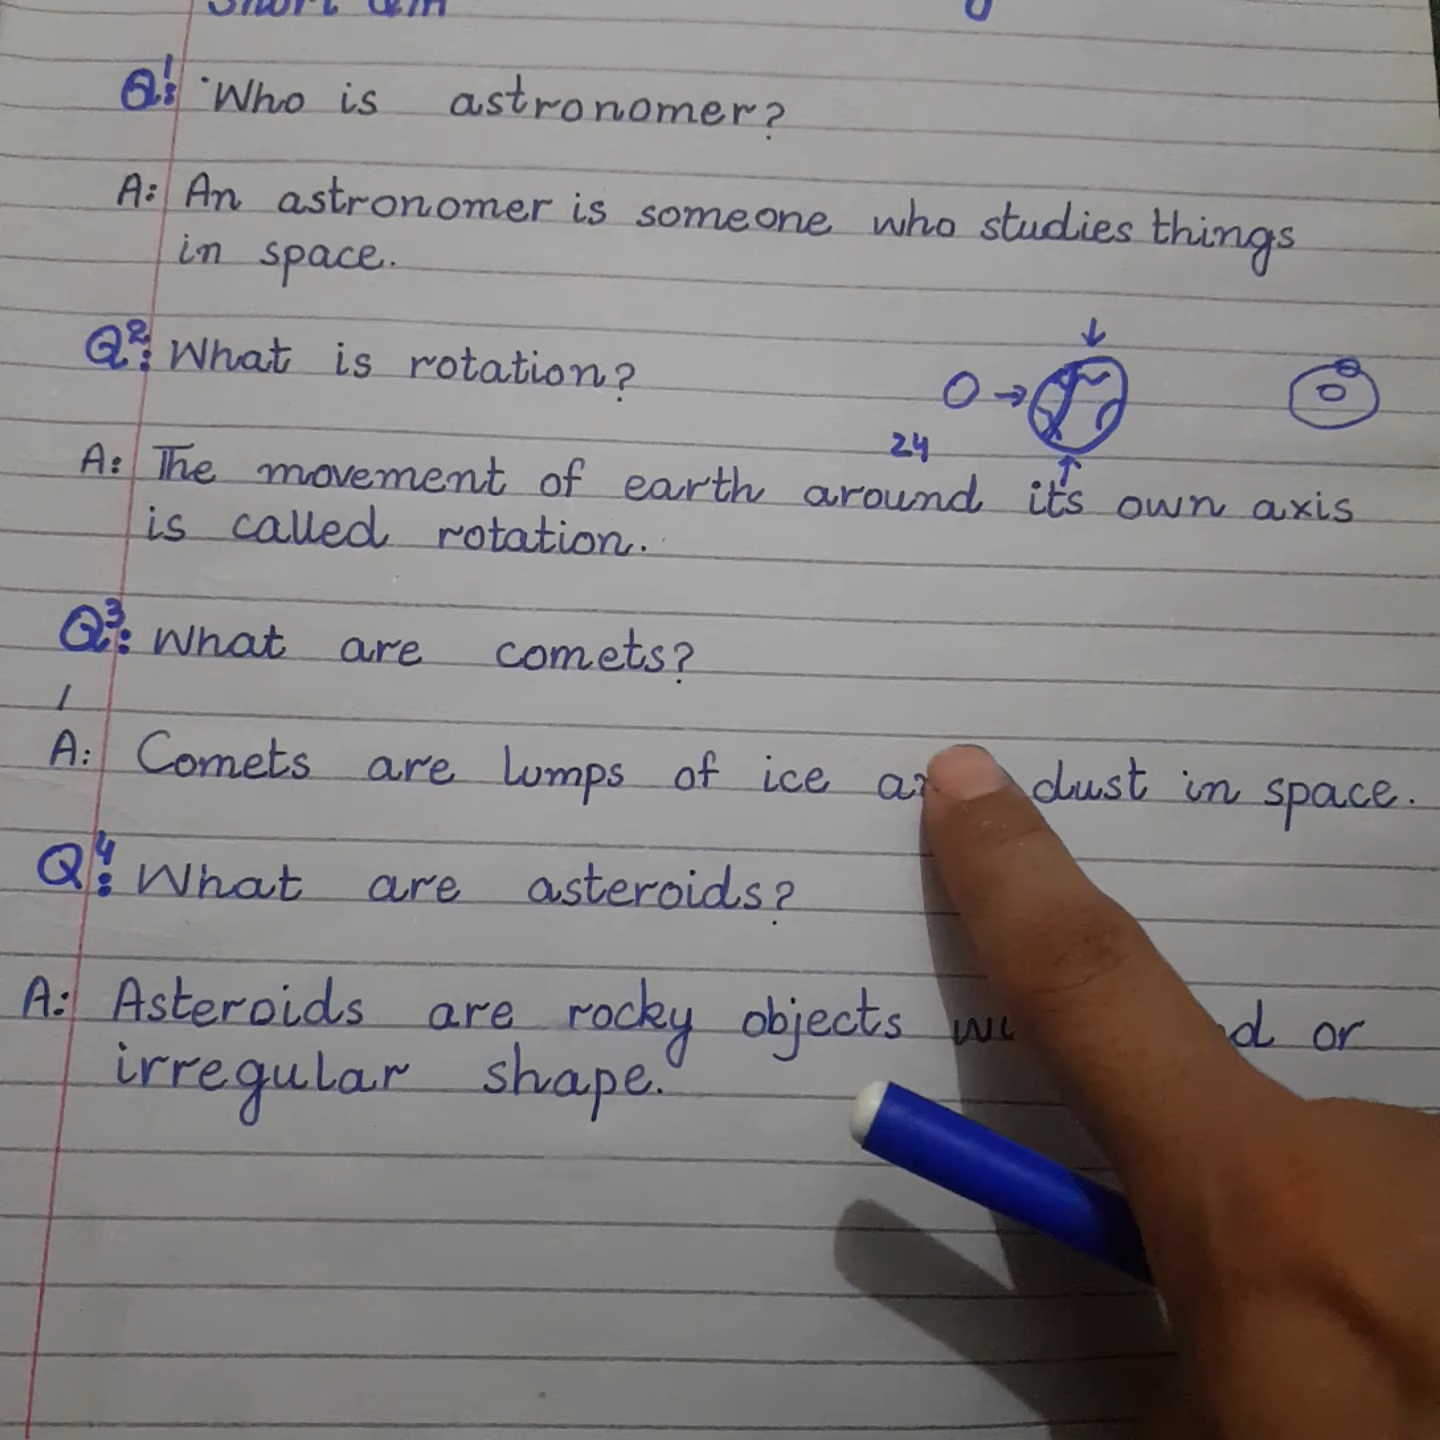 Short Q/A
Q1: Who is astronomer?
A: An astronomer is someone who studies things
in space.
Q2: What is rotation?
24
A: The movement of earth around its own axis
is called rotation.
Q3: What are comets?
A: Comets are lumps of ice dust in space.
Q4: What are asteroids?
A: Asteroids are rocky objects or
irregular shape.